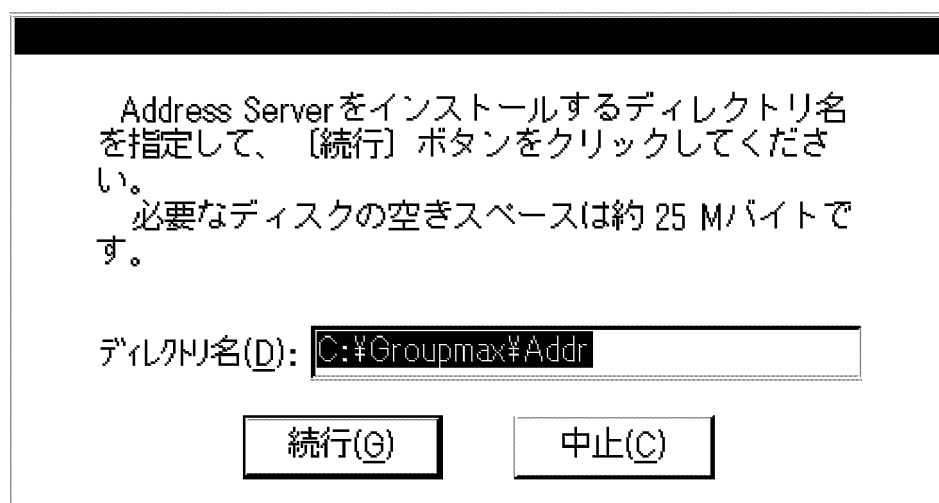 Address Serverをインストールするディレクトリ名
を指定して、〔続行〕ボタンをクリックしてくださ
い。
必要なディスクの空きスペースは約 25 Mバイトで
す。
ディレクトリ名(D): C:¥Groupmax¥Addr
続行(G) 中止(C)